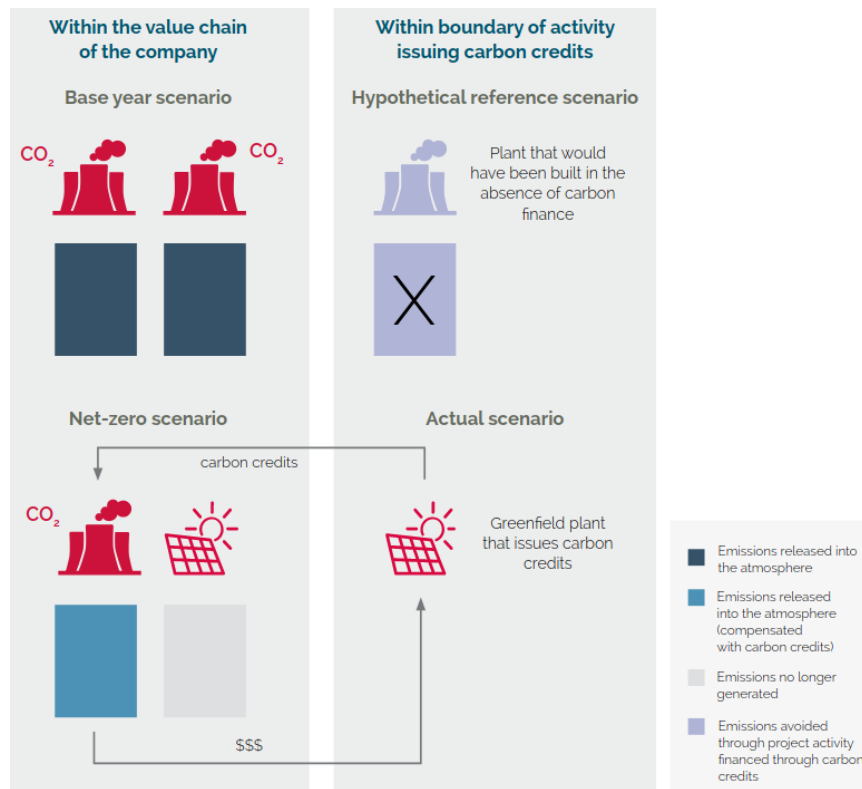 Within the value chain
of the company
Base year scenario
CO2
CO2
Net-zero scenario
carbon credits
CO2
$$$
Within boundary of activity
issuing carbon credits
Hypothetical reference scenario
Plant that would
have been built in the
absence of carbon
finance
X
Actual scenario
Greenfield plant
that issues carbon
credits
Emissions released into
the atmosphere
Emissions released
into the atmosphere
(compensated
with carbon credits)
Emissions no longer
generated
Emissions avoided
through project activity
financed through carbon
credits